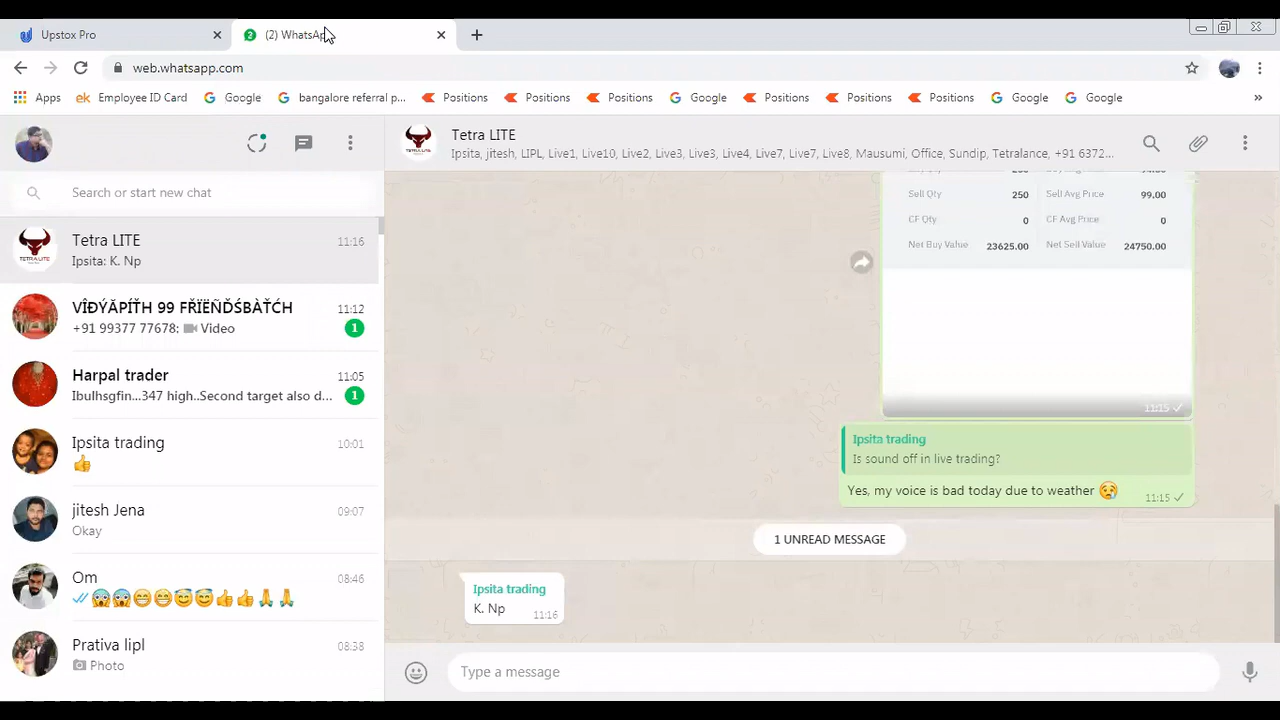 Upstox Pro
2 (2) WhatsAp
web.whatsapp.com
Apps ek Employee ID Card Google bangalore referral p... Positions Positions Positions Google Positions Positions Positions Google Google »
Tetra LITE
Ipsita, jitesh, LIPL, Live1, Live10, Live2, Live3, Live3, Live4, Live7, Live7, Live8, Mausumi, Office, Sundip, Tetralance, +91 6372...
Search or start new chat
TETRA LITE
Tetra LITE 11:16
Ipsita: K. Np
VÎĐÝĂPÍŤH 99 FŘÏËÑĎŚBÀŤĆH 11:12
+91 99377 77678: Video 1
Harpal trader 11:05
Ibulhsgfin...347 high..Second target also d... 1
Ipsita trading 10:01
👍
jitesh Jena 09:07
Okay
Om 08:46
😱😱😁😁😇😇👍👍🙏🙏
Prativa lipl 08:38
Photo
Sell Qty 250 Sell Avg Price 99.00
CF Qty 0 CF Avg Price 0
Net Buy Value 23625.00 Net Sell Value 24750.00
11:15
Ipsita trading
Is sound off in live trading?
Yes, my voice is bad today due to weather 😢 11:15
1 UNREAD MESSAGE
Ipsita trading
K. Np 11:16
Type a message